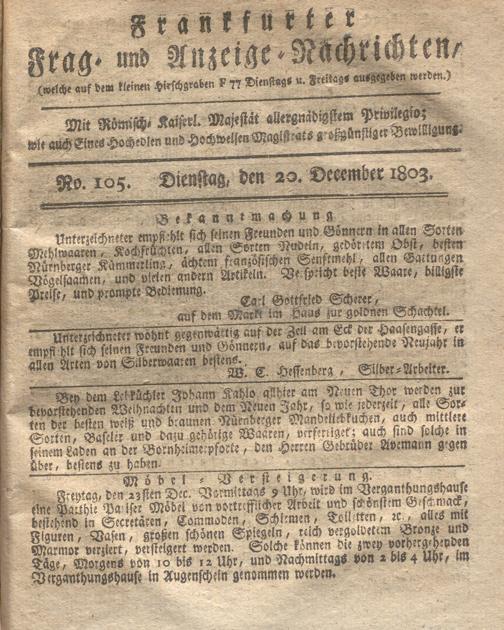 Frankfurter
Frag- und Anzeige-Nachrichten,
(welche auf dem kleinen Hirschgraben F 77 Dienstags u. Freitags ausgegeben werden.)
Mit Römisch- Kaiserl. Majestät allergnädigstem Privilegio;
wie auch Eines Hochedlen und Hochweisen Magistrats großgünstiger Bewilligung.
No. 105. Dienstag, den 20. December 1803.
Bekanntmachung
Unterzeichneter empfiehlt sich seinen Freunden und Gönnern in allen Sorten
Mehlwaaren, Kochfrüchten, allen Sorten Nudeln, gedörrtem Obst, besten
Nürnberger Kümmerling, ächtem französischen Senfmehl, allen Gattungen
Vögelsaamen, und vielen andern Artikeln. Verspricht beste Waare, billigste
Preise, und prompte Bedienung.
Carl Gottfried Scherer,
auf dem Markt im Haus zur goldnen Schachtel.
Unterzeichneter wohnt gegenwärtig auf der Zeil am Eck der Haasengasse, er
empfiehlt sich seinen Freunden und Gönnern, auf das bevorstehende Neujahr in
allen Arten von Silberwaaren bestens.
W. C. Hessenberg, Silber-Arbeiter.
Bey dem Lebküchler Johann Kahlo allhier am Neuen Thor werden zur
bevorstehenden Weihnachten und dem Neuen Jahr, so wie jederzeit, alle Sor-
ten der besten weiß und braunen Nürnberger Mandellebkuchen, auch mittlere
Sorten, Baseler und dazu gehörige Waaren, verfertiget; auch sind solche in
seinem Laden an der Bornheimerpforte, den Herren Gebrüder Avemann gegen
über, bestens zu haben.
Möbel-Versteigerung.
Freytag, den 23sten Dec. Vormittags 9 Uhr, wird im Verganthungshause
eine Parthie Pariser Möbel von vortrefflicher Arbeit und schönstem Geschmack,
bestehend in Secretären, Commoden, Schirmen, Toiletten, ꝛc., alles mit
Figuren, Vasen, großen schönen Spiegeln, reich vergoldetem Bronze und
Marmor verziert, versteigert werden. Solche können die zwey vorhergehenden
Täge, Morgens von 10 bis 12 Uhr, und Nachmittags von 2 bis 4 Uhr, im
Verganthungshause in Augenschein genommen werden.